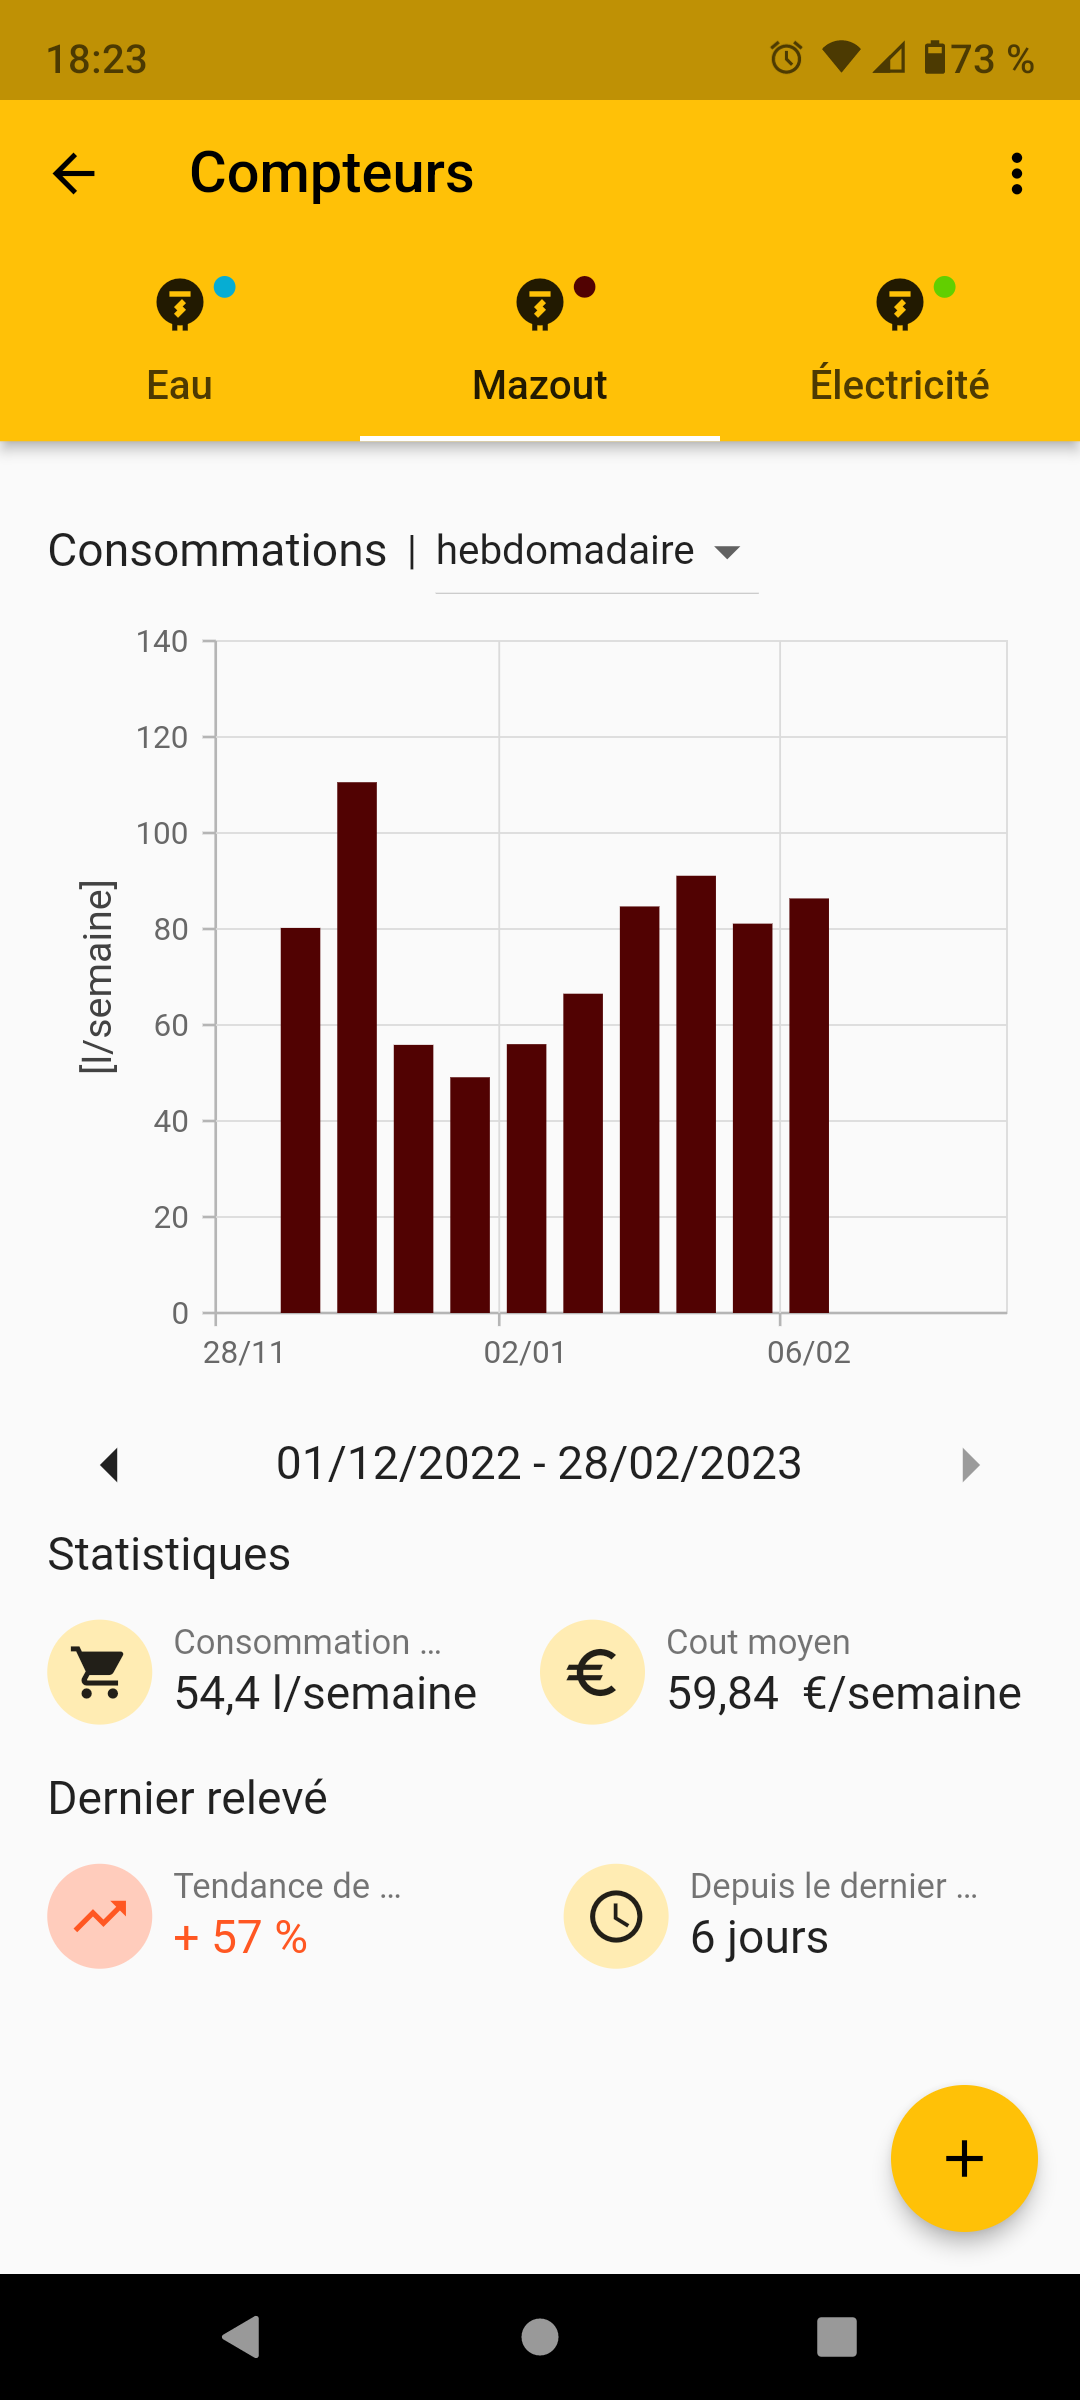 18:23
73 %
Compteurs
Eau
Mazout
Électricité
Consommations | hebdomadaire
140
120
100
80
60
40
20
0
[l/semaine]
28/11
02/01
06/02
01/12/2022 - 28/02/2023
Statistiques
Consommation ...
54,4 l/semaine
Cout moyen
59,84 €/semaine
Dernier relevé
Tendance de ...
+ 57 %
Depuis le dernier ...
6 jours